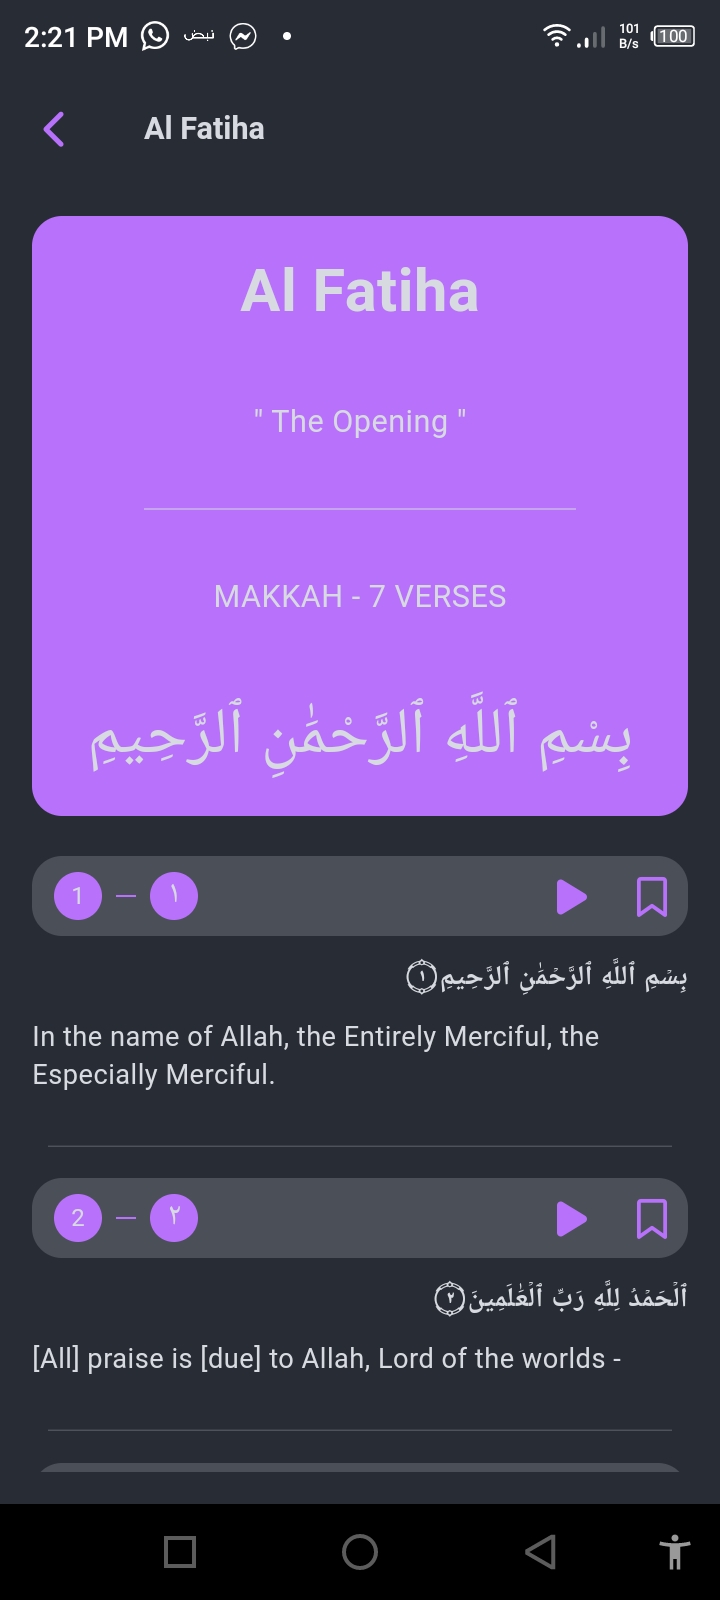 2:21 PM نبض 101 B/s 100
Al Fatiha
Al Fatiha
" The Opening "
MAKKAH - 7 VERSES
بِسْمِ ٱللَّهِ ٱلرَّحْمَٰنِ ٱلرَّحِيمِ
1 — ١
بِسْمِ ٱللَّهِ ٱلرَّحْمَٰنِ ٱلرَّحِيمِ ١
In the name of Allah, the Entirely Merciful, the
Especially Merciful.
2 — ٢
ٱلْحَمْدُ لِلَّهِ رَبِّ ٱلْعَٰلَمِينَ ٢
[All] praise is [due] to Allah, Lord of the worlds -